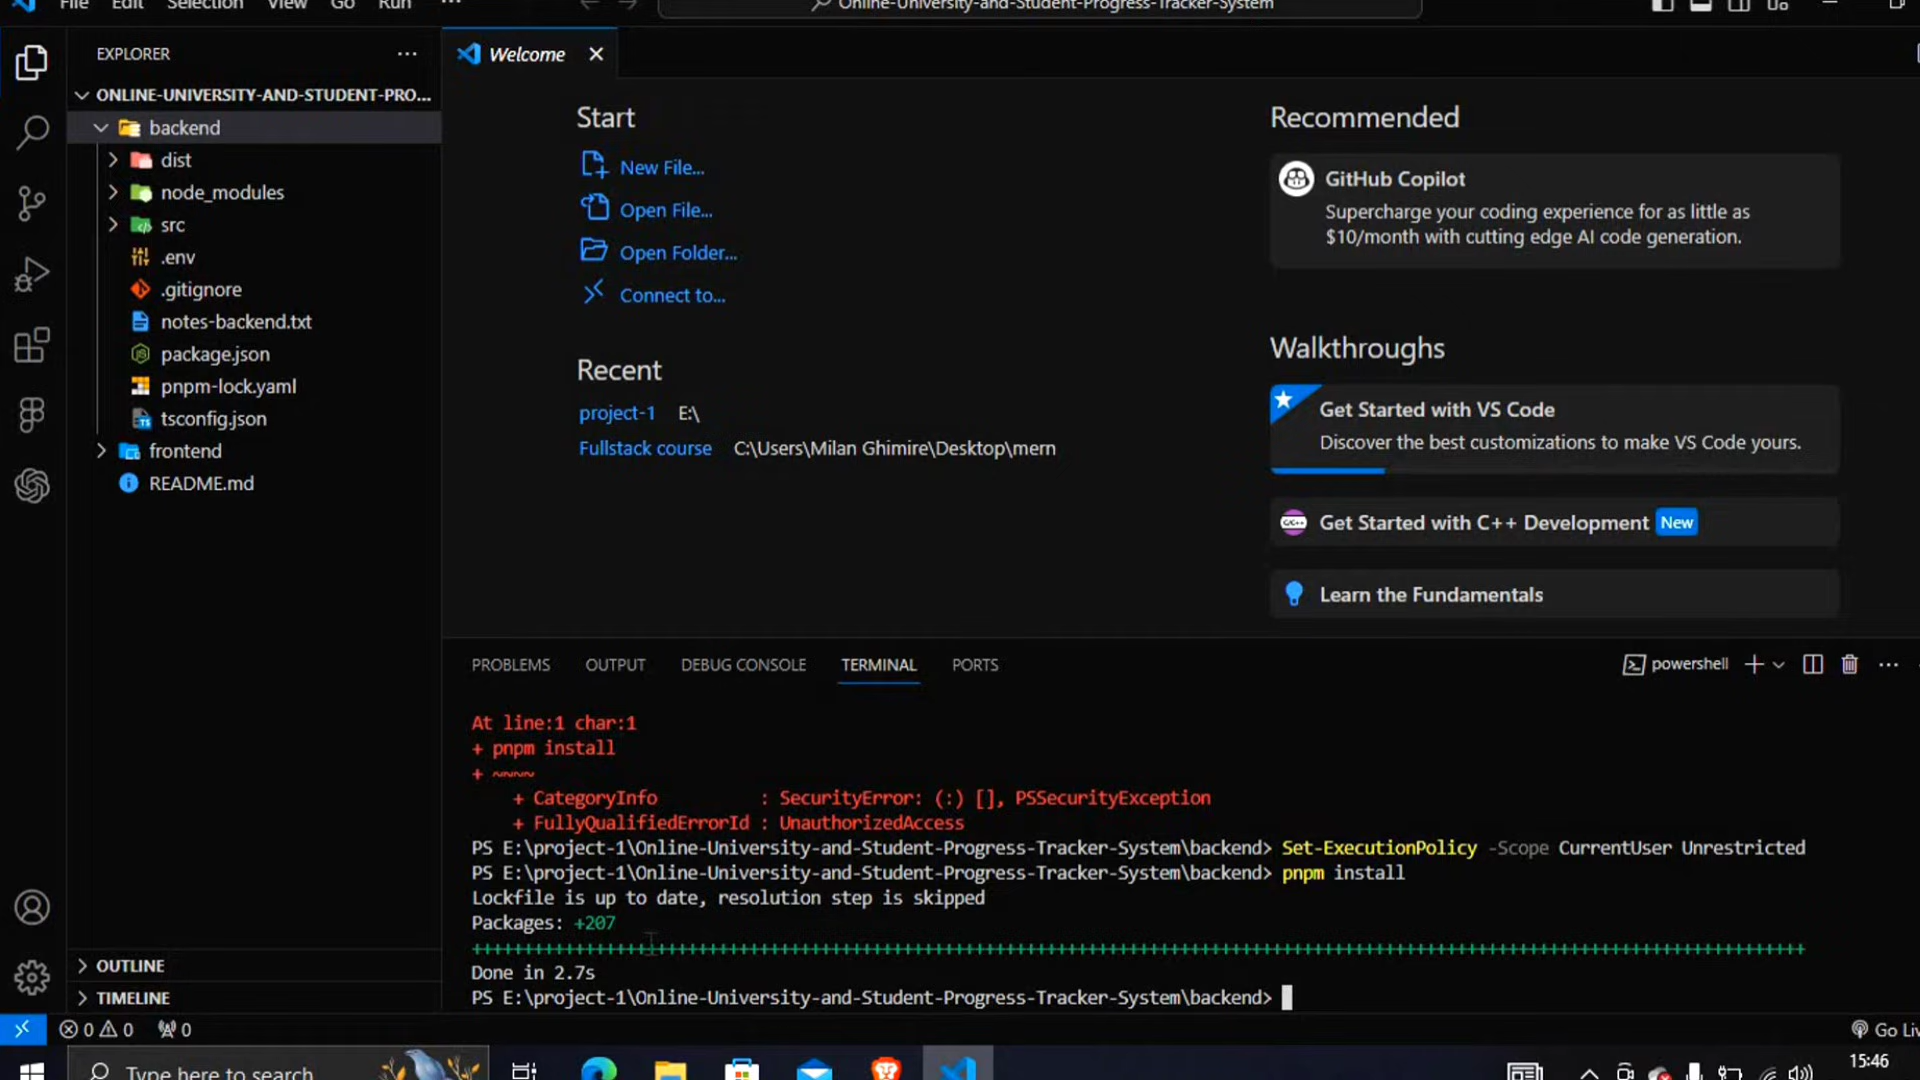 File Edit Selection View Go Run ...
Online-University-and-Student-Progress-Tracker-System
EXPLORER
ONLINE-UNIVERSITY-AND-STUDENT-PRO...
backend
dist
node_modules
src
.env
.gitignore
notes-backend.txt
package.json
pnpm-lock.yaml
tsconfig.json
frontend
README.md
OUTLINE
TIMELINE
Welcome
Start
New File...
Open File...
Open Folder...
Connect to...
Recent
project-1 E:\
Fullstack course C:\Users\Milan Ghimire\Desktop\mern
Recommended
GitHub Copilot
Supercharge your coding experience for as little as
$10/month with cutting edge AI code generation.
Walkthroughs
Get Started with VS Code
Discover the best customizations to make VS Code yours.
Get Started with C++ Development New
Learn the Fundamentals
PROBLEMS OUTPUT DEBUG CONSOLE TERMINAL PORTS
powershell
At line:1 char:1
+ pnpm install
+ ~~~~
+ CategoryInfo : SecurityError: (:) [], PSSecurityException
+ FullyQualifiedErrorId : UnauthorizedAccess
PS E:\project-1\Online-University-and-Student-Progress-Tracker-System\backend> Set-ExecutionPolicy -Scope CurrentUser Unrestricted
PS E:\project-1\Online-University-and-Student-Progress-Tracker-System\backend> pnpm install
Lockfile is up to date, resolution step is skipped
Packages: +207
++++++++++++++++++++++++++++++++++++++++++++++++++++++++++++++++++++++++++++++++++++++++++++++++++++++++++++++++++++++++++++++++++
Done in 2.7s
PS E:\project-1\Online-University-and-Student-Progress-Tracker-System\backend>
0 0 0
Go Liv
Type here to search
15:46